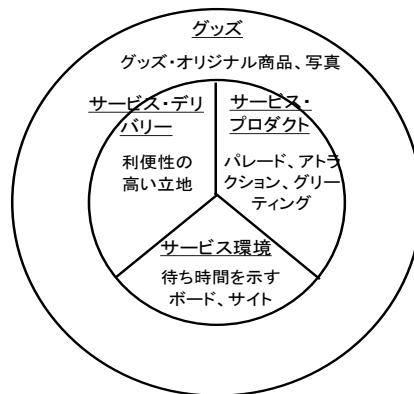 グッズ
グッズ・オリジナル商品、写真
サービス・デリ
バリー
利便性の
高い立地
サービス・
プロダクト
パレード、アトラ
クション、グリー
ティング
サービス環境
待ち時間を示す
ボード、サイト